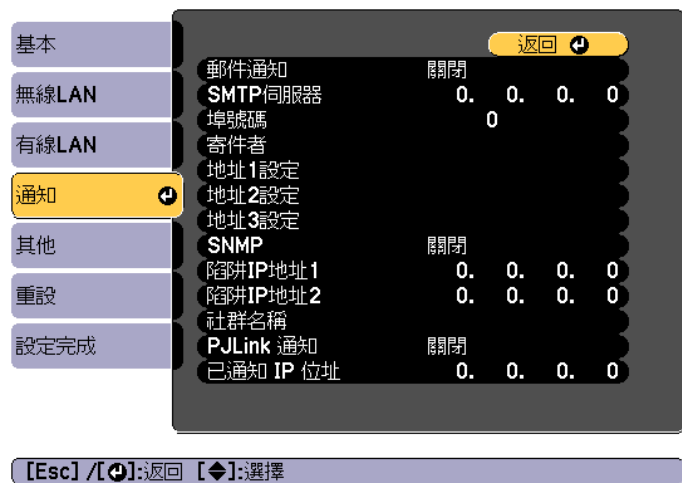 基本
無線LAN
有線LAN
通知
其他
重設
設定完成
返回
郵件通知 關閉
SMTP伺服器 0. 0. 0. 0
埠號碼 0
寄件者
地址1設定
地址2設定
地址3設定
SNMP 關閉
陷阱IP地址1 0. 0. 0. 0
陷阱IP地址2 0. 0. 0. 0
社群名稱
PJLink 通知 關閉
已通知 IP 位址 0. 0. 0. 0
[Esc] /[⏎]:返回 [◆]:選擇